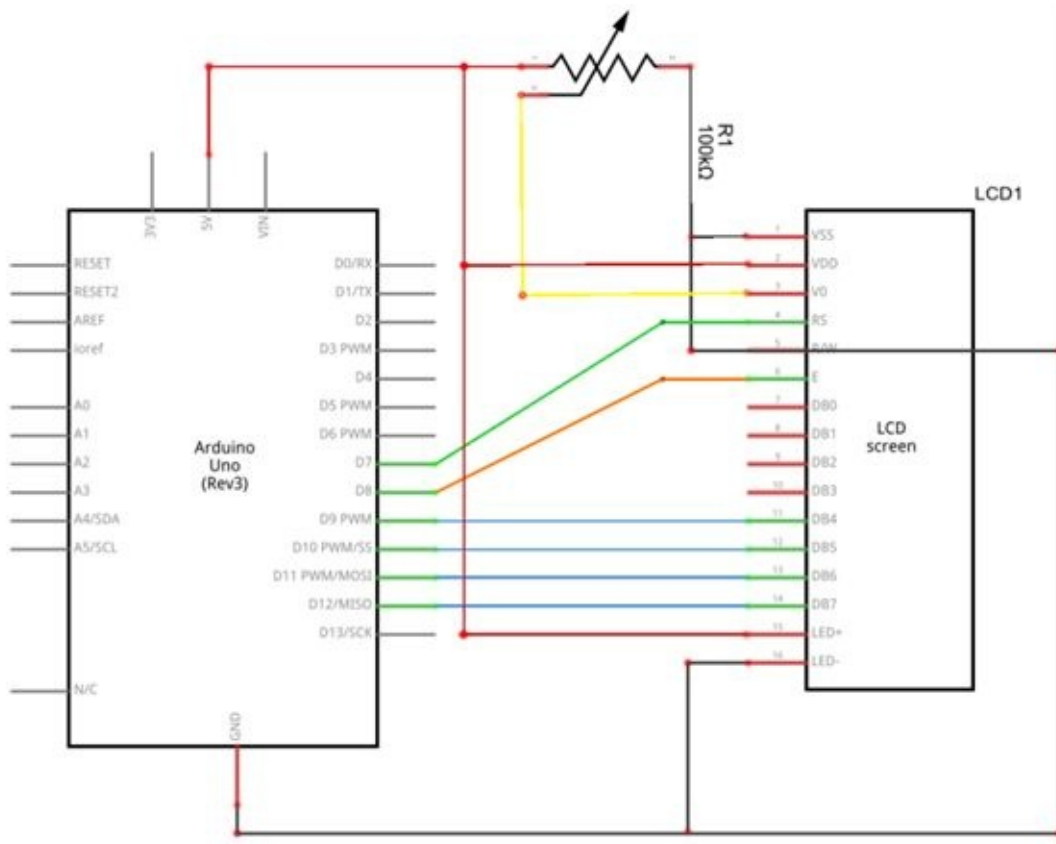 R1
100kΩ
LCD1
3V3
5V
VIN
RESET
RESET2
AREF
ioref
A0
A1
A2
A3
A4/SDA
A5/SCL
N/C
Arduino
Uno
(Rev3)
D0/RX
D1/TX
D2
D3 PWM
D4
D5 PWM
D6 PWM
D7
D8
D9 PWM
D10 PWM/SS
D11 PWM/MOSI
D12/MISO
D13/SCK
GND
1 VSS
2 VDD
3 V0
4 RS
5 R/W
6 E
7 DB0
8 DB1
9 DB2
10 DB3
11 DB4
12 DB5
13 DB6
14 DB7
15 LED+
16 LED-
LCD
screen